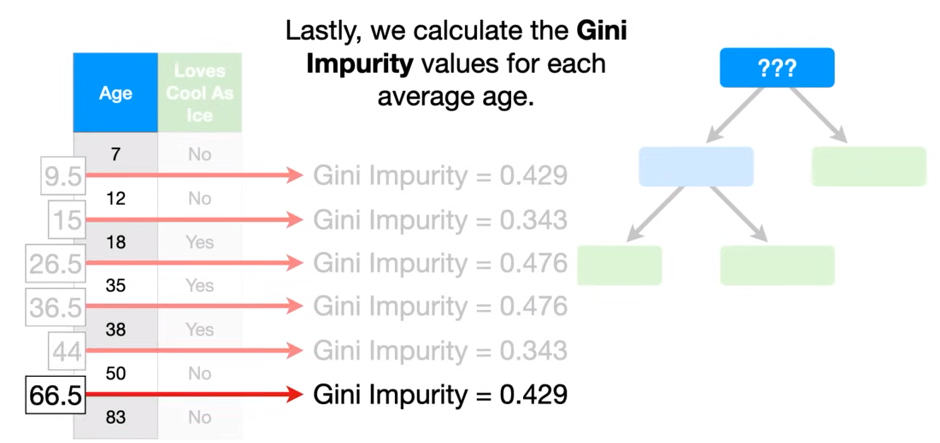 Lastly, we calculate the Gini
Impurity values for each
average age.
???
Age
Loves
Cool As
Ice
7 No
9.5 Gini Impurity = 0.429
12 No
15 Gini Impurity = 0.343
18 Yes
26.5 Gini Impurity = 0.476
35 Yes
36.5 Gini Impurity = 0.476
38 Yes
44 Gini Impurity = 0.343
50 No
66.5 Gini Impurity = 0.429
83 No